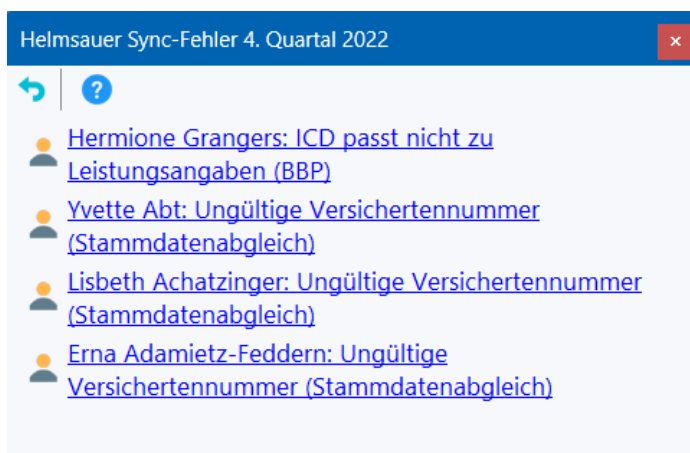 Helmsauer Sync-Fehler 4. Quartal 2022
Hermione Grangers: ICD passt nicht zu
Leistungsangaben (BBP)
Yvette Abt: Ungültige Versichertennummer
(Stammdatenabgleich)
Lisbeth Achatzinger: Ungültige Versichertennummer
(Stammdatenabgleich)
Erna Adamietz-Feddern: Ungültige
Versichertennummer (Stammdatenabgleich)